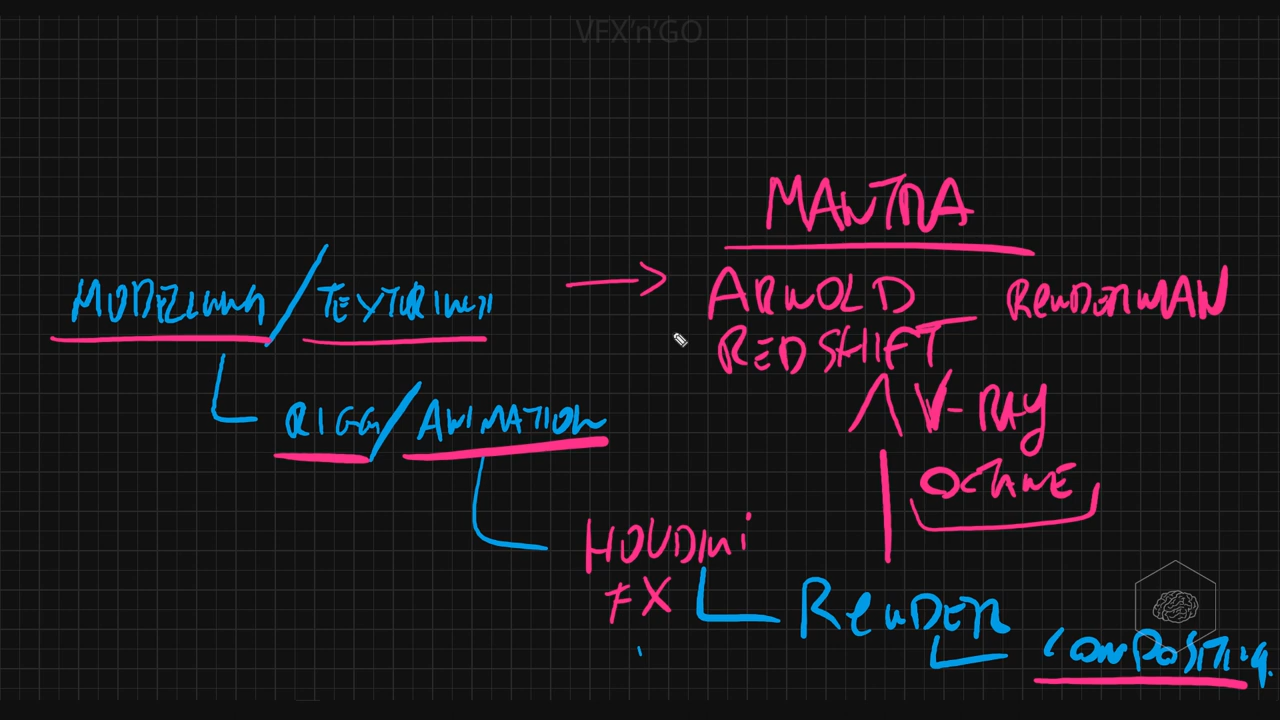 VFX'n'GO
MANTRA
MODELLING / TEXTURING
ARNOLD RENDERMAN
REDSHIFT
RIGG / ANIMATION
V-RAY
OCTANE
HOUDINI
FX
RENDER
COMPOSITING.